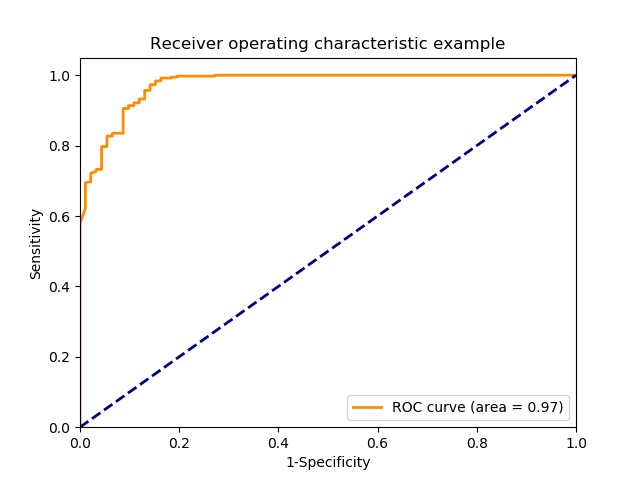 Receiver operating characteristic example
1.0
0.8
0.6
0.4
0.2
0.0
Sensitivity
ROC curve (area = 0.97)
0.0 0.2 0.4 0.6 0.8 1.0
1-Specificity